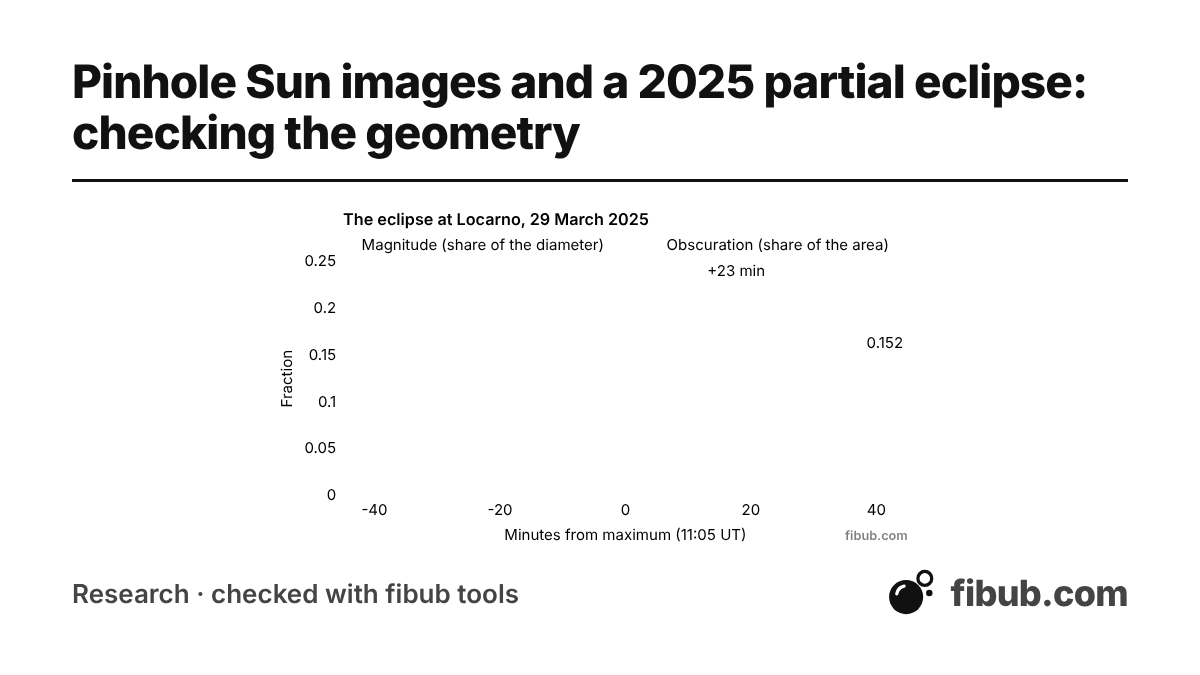 Pinhole Sun images and a 2025 partial eclipse:
checking the geometry
The eclipse at Locarno, 29 March 2025
Magnitude (share of the diameter)
Obscuration (share of the area)
0.25
+23 min
0.2
0.152
0.15
Fraction
0.1
0.05
0
-40
-20
0
20
40
Minutes from maximum (11:05 UT)
fibub.com
Research · checked with fibub tools
fibub.com